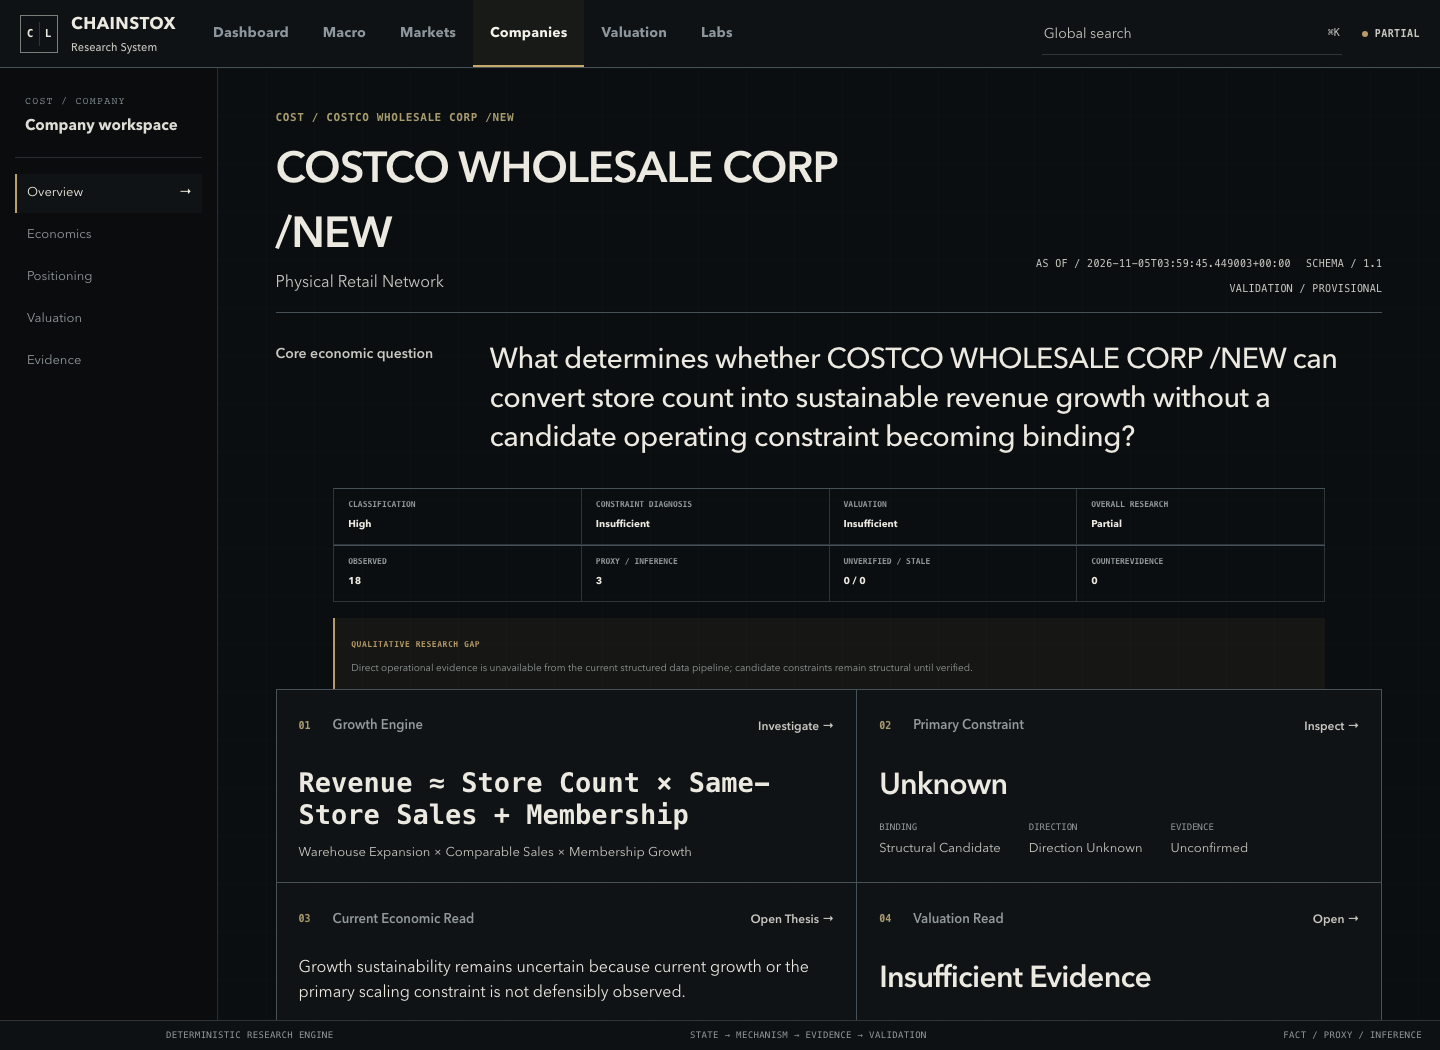 C L
CHAINSTOX
Research System
Dashboard
Macro
Markets
Companies
Valuation
Labs
Global search
⌘K
PARTIAL
COST / COMPANY
Company workspace
Overview →
Economics
Positioning
Valuation
Evidence
COST / COSTCO WHOLESALE CORP /NEW
COSTCO WHOLESALE CORP
/NEW
Physical Retail Network
AS OF / 2026-11-05T03:59:45.449003+00:00 SCHEMA / 1.1
VALIDATION / PROVISIONAL
Core economic question
What determines whether COSTCO WHOLESALE CORP /NEW can
convert store count into sustainable revenue growth without a
candidate operating constraint becoming binding?
CLASSIFICATION
High
CONSTRAINT DIAGNOSIS
Insufficient
VALUATION
Insufficient
OVERALL RESEARCH
Partial
OBSERVED
18
PROXY / INFERENCE
3
UNVERIFIED / STALE
0 / 0
COUNTEREVIDENCE
0
QUALITATIVE RESEARCH GAP
Direct operational evidence is unavailable from the current structured data pipeline; candidate constraints remain structural until verified.
01 Growth Engine
Investigate →
Revenue ≈ Store Count × Same-
Store Sales + Membership
Warehouse Expansion × Comparable Sales × Membership Growth
02 Primary Constraint
Inspect →
Unknown
BINDING
Structural Candidate
DIRECTION
Direction Unknown
EVIDENCE
Unconfirmed
03 Current Economic Read
Open Thesis →
Growth sustainability remains uncertain because current growth or the
primary scaling constraint is not defensibly observed.
04 Valuation Read
Open →
Insufficient Evidence
DETERMINISTIC RESEARCH ENGINE
STATE → MECHANISM → EVIDENCE → VALIDATION
FACT / PROXY / INFERENCE